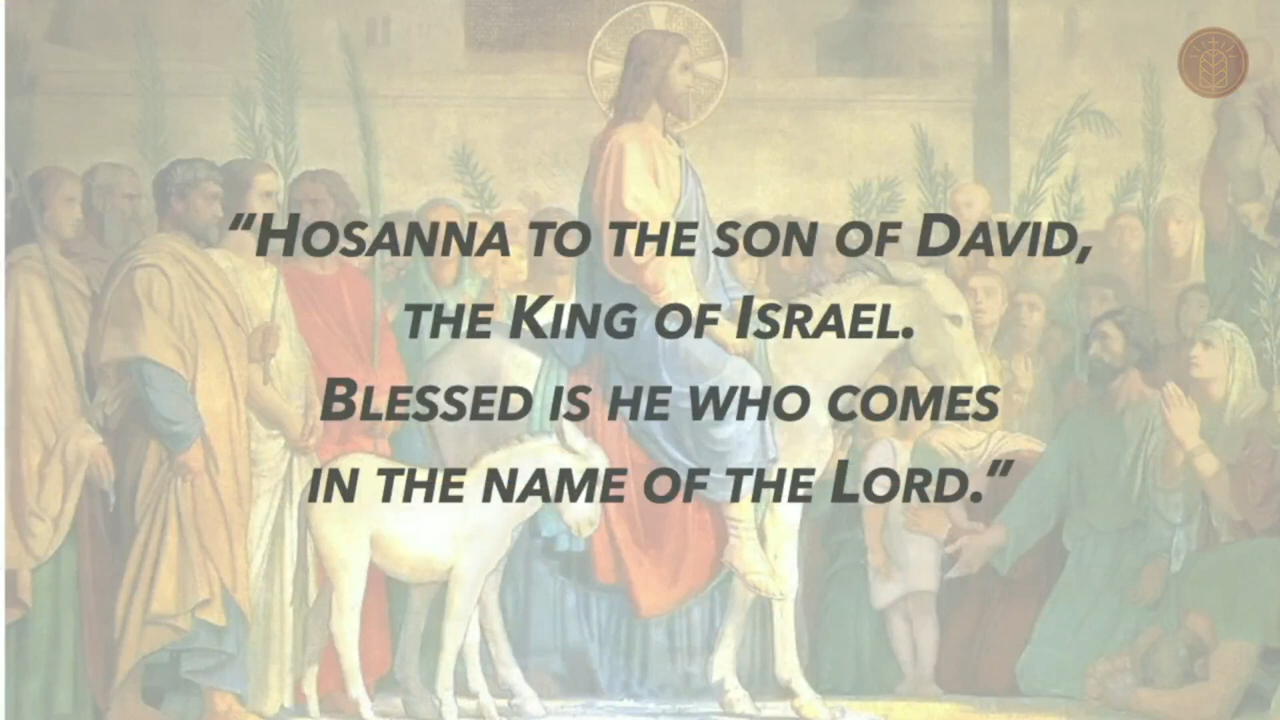 “Hosanna to the son of David,
the King of Israel.
Blessed is he who comes
in the name of the Lord.”